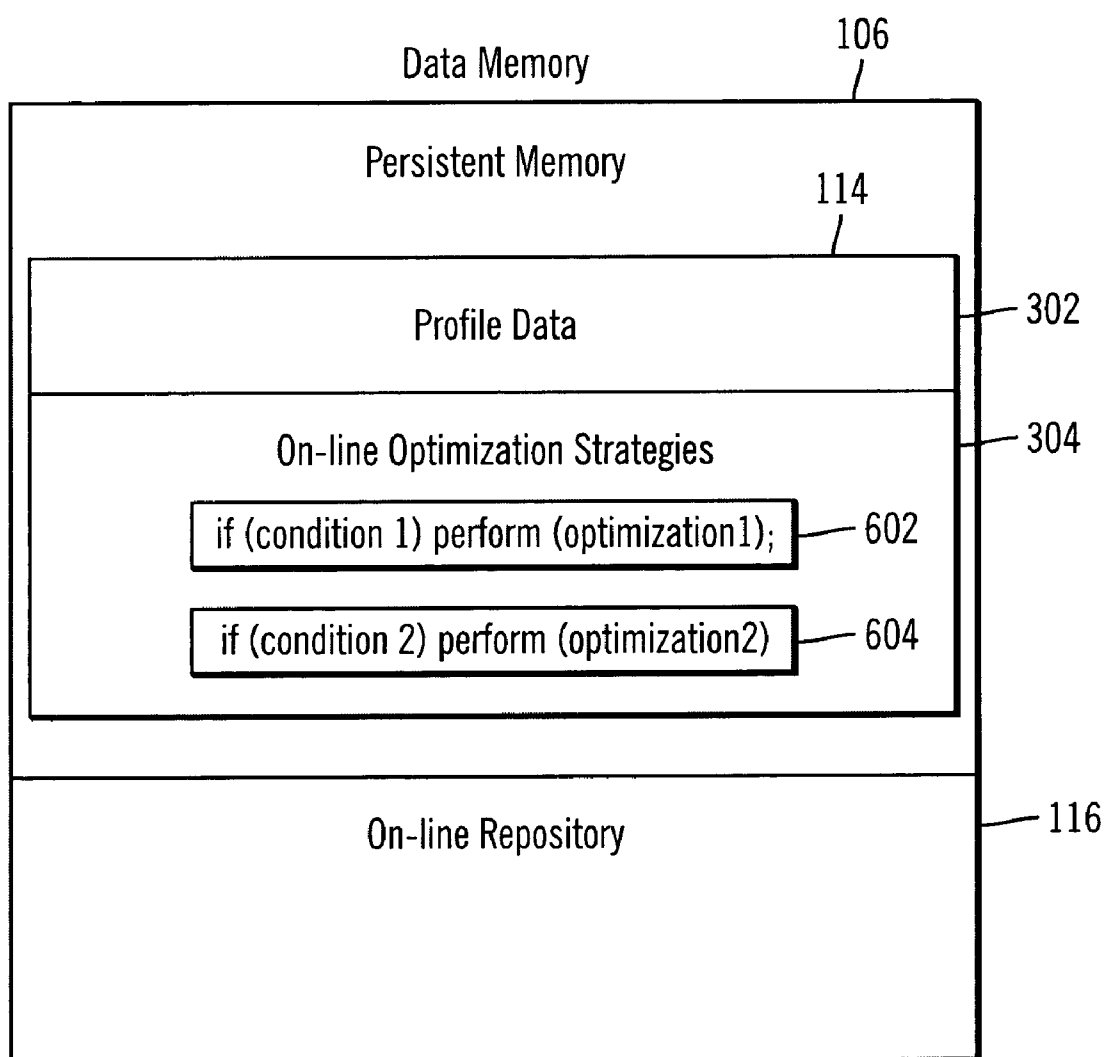 106
Data Memory
Persistent Memory
114
Profile Data
302
On-line Optimization Strategies
304
if (condition 1) perform (optimization1);
602
if (condition 2) perform (optimization2)
604
On-line Repository
116